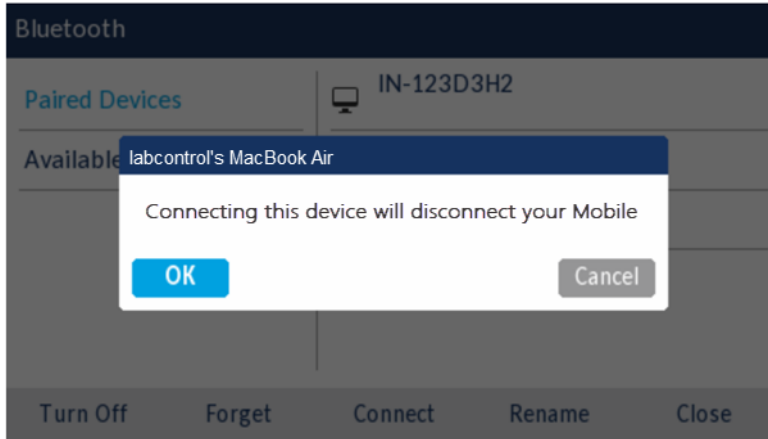 Bluetooth
Paired Devices
IN-123D3H2
Available
labcontrol's MacBook Air
Connecting this device will disconnect your Mobile
OK
Cancel
Turn Off
Forget
Connect
Rename
Close